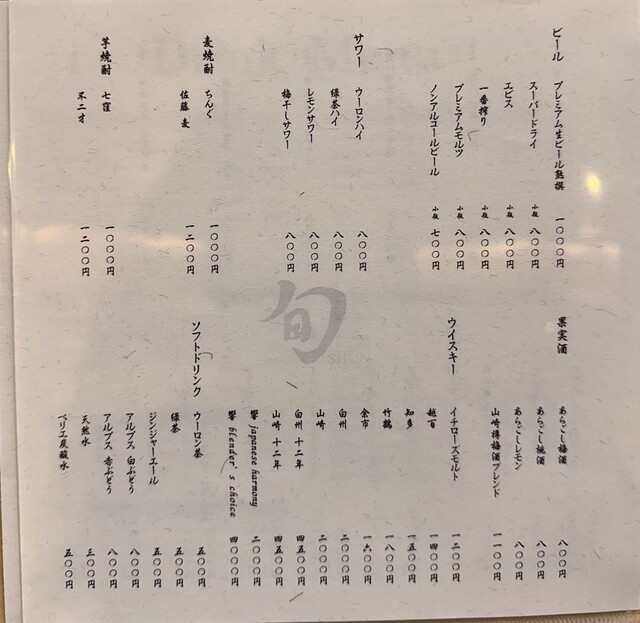 ビール
プレミアム生ビール熟撰 一〇〇〇円
スーパードライ 小瓶 八〇〇円
エビス 小瓶 八〇〇円
一番搾り 小瓶 八〇〇円
プレミアムモルツ 小瓶 八〇〇円
ノンアルコールビール 小瓶 七〇〇円
サワー
ウーロンハイ 八〇〇円
緑茶ハイ 八〇〇円
レモンサワー 八〇〇円
梅干しサワー 八〇〇円
麦焼酎
ちんぐ 一〇〇〇円
佐藤 麦 一二〇〇円
芋焼酎
七窪 一〇〇〇円
不二才 一二〇〇円
旬
SHUN
果実酒
あらごし梅酒 八〇〇円
あらごし桃酒 八〇〇円
あらごしレモン 八〇〇円
山崎樽梅酒ブレンド 一一〇〇円
ウイスキー
イチローズモルト 一二〇〇円
越百 一四〇〇円
知多 一五〇〇円
竹鶴 一八〇〇円
余市 一六〇〇円
白州 二〇〇〇円
山崎 二〇〇〇円
白州 十二年 四五〇〇円
山崎 十二年 四五〇〇円
響 japanese harmony 二〇〇〇円
響 blender's choice 四〇〇〇円
ソフトドリンク
ウーロン茶 五〇〇円
緑茶 五〇〇円
ジンジャーエール 五〇〇円
アルプス 白ぶどう 八〇〇円
アルプス 赤ぶどう 八〇〇円
天然水 三〇〇円
ペリエ炭酸水 五〇〇円